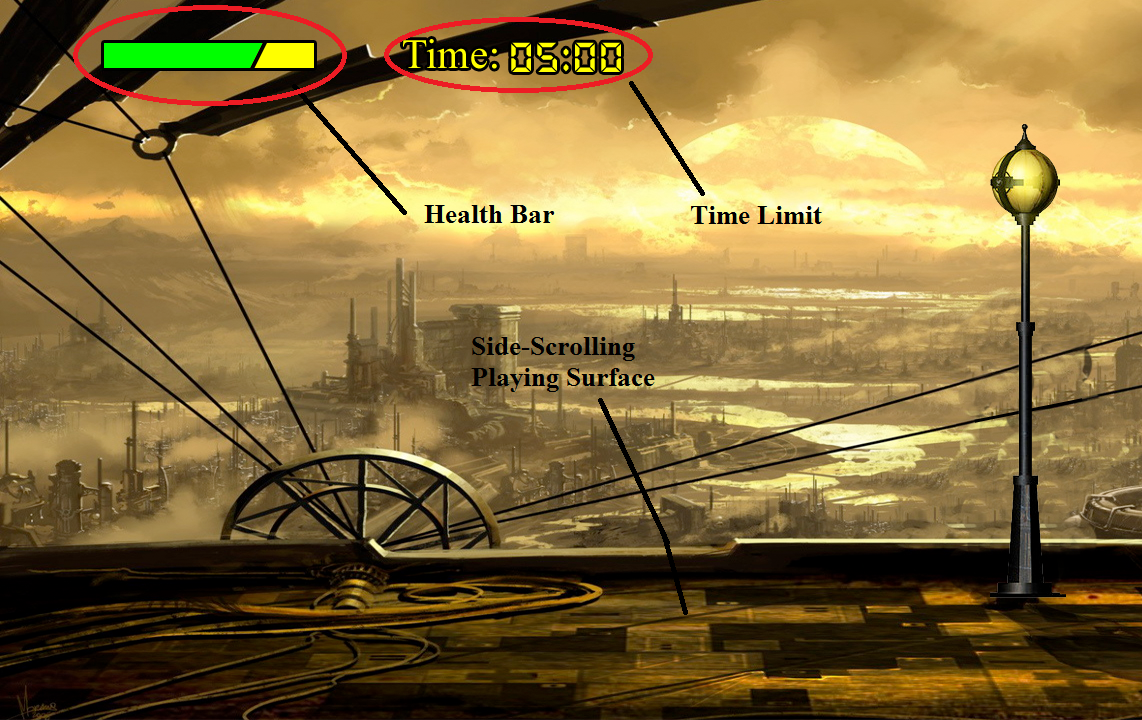 Time: 05:00
Health Bar
Time Limit
Side-Scrolling
Playing Surface